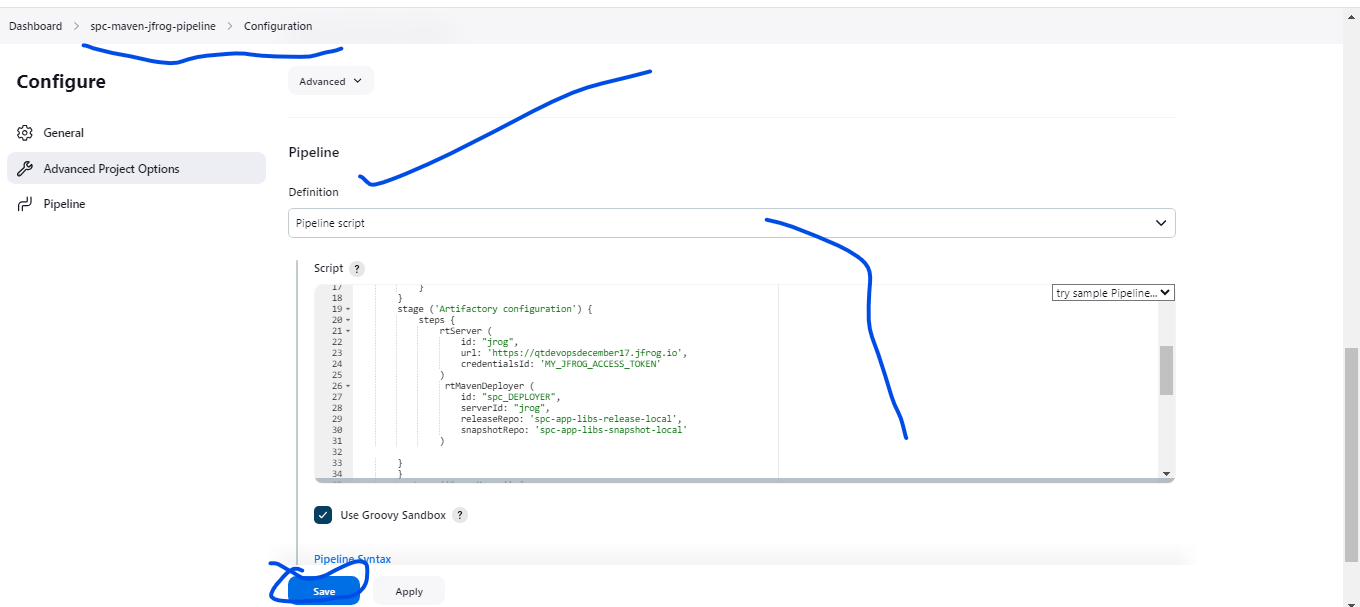 Dashboard > spc-maven-jfrog-pipeline > Configuration
Configure
Advanced
General
Advanced Project Options
Pipeline
Pipeline
Definition
Pipeline script
Script ?
try sample Pipeline...
17 }
18 }
19 stage ('Artifactory configuration') {
20 steps {
21 rtServer (
22 id: "jrog",
23 url: 'https://qtdevopsdecember17.jfrog.io',
24 credentialsId: 'MY_JFROG_ACCESS_TOKEN'
25 )
26 rtMavenDeployer (
27 id: "spc_DEPLOYER",
28 serverId: "jrog",
29 releaseRepo: 'spc-app-libs-release-local',
30 snapshotRepo: 'spc-app-libs-snapshot-local'
31 )
32
33 }
34 }
Use Groovy Sandbox ?
Pipeline Syntax
Save
Apply